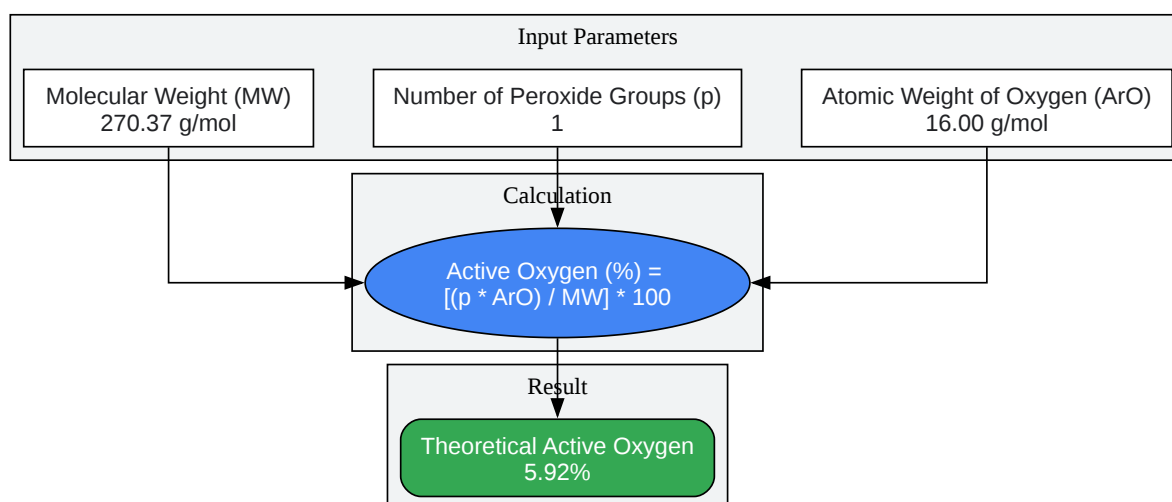 Input Parameters
Molecular Weight (MW)
270.37 g/mol
Number of Peroxide Groups (p)
1
Atomic Weight of Oxygen (ArO)
16.00 g/mol
Calculation
Active Oxygen (%) =
[(p * ArO) / MW] * 100
Result
Theoretical Active Oxygen
5.92%